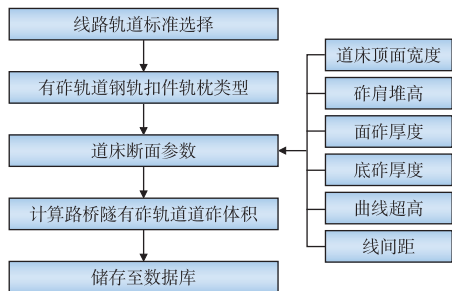 线路轨道标准选择
有砟轨道钢轨扣件轨枕类型
道床断面参数
计算路桥隧有砟轨道道砟体积
储存至数据库
道床顶面宽度
砟肩堆高
面砟厚度
底砟厚度
曲线超高
线间距